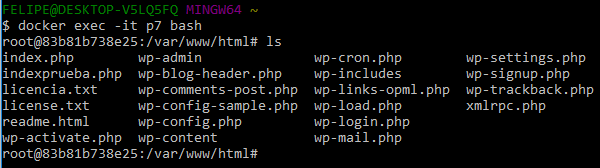 FELIPE@DESKTOP-V5LQ5FQ MINGW64 ~
$ docker exec -it p7 bash
root@83b81b738e25:/var/www/html# ls
index.php wp-admin wp-cron.php wp-settings.php
indexprueba.php wp-blog-header.php wp-includes wp-signup.php
licencia.txt wp-comments-post.php wp-links-opml.php wp-trackback.php
license.txt wp-config-sample.php wp-load.php xmlrpc.php
readme.html wp-config.php wp-login.php
wp-activate.php wp-content wp-mail.php
root@83b81b738e25:/var/www/html#